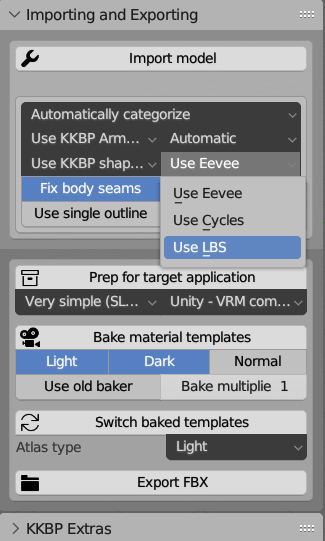 Importing and Exporting
Import model
Automatically categorize
Use KKBP Arm... Automatic
Use KKBP shap... Use Eevee
Fix body seams Use Eevee
Use single outline Use Cycles
Use LBS
Prep for target application
Very simple (SL... Unity - VRM com...
Bake material templates
Light Dark Normal
Use old baker Bake multiplie 1
Switch baked templates
Atlas type Light
Export FBX
KKBP Extras